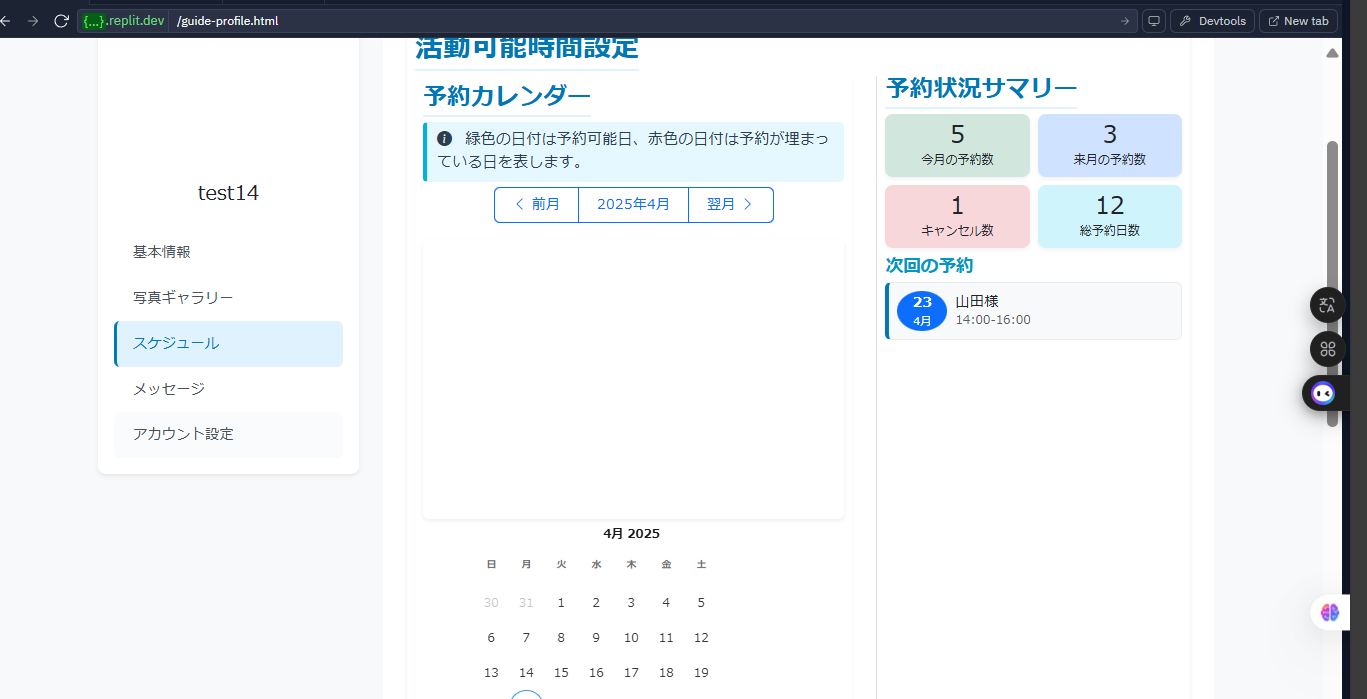 {...}.replit.dev /guide-profile.html
Devtools
New tab
test14
基本情報
写真ギャラリー
スケジュール
メッセージ
アカウント設定
活動可能時間設定
予約カレンダー
緑色の日付は予約可能日、赤色の日付は予約が埋まっ
ている日を表します。
前月 2025年4月 翌月
4月 2025
日 月 火 水 木 金 土
30 31 1 2 3 4 5
6 7 8 9 10 11 12
13 14 15 16 17 18 19
予約状況サマリー
5
今月の予約数
3
来月の予約数
1
キャンセル数
12
総予約日数
次回の予約
23
4月
山田様
14:00-16:00